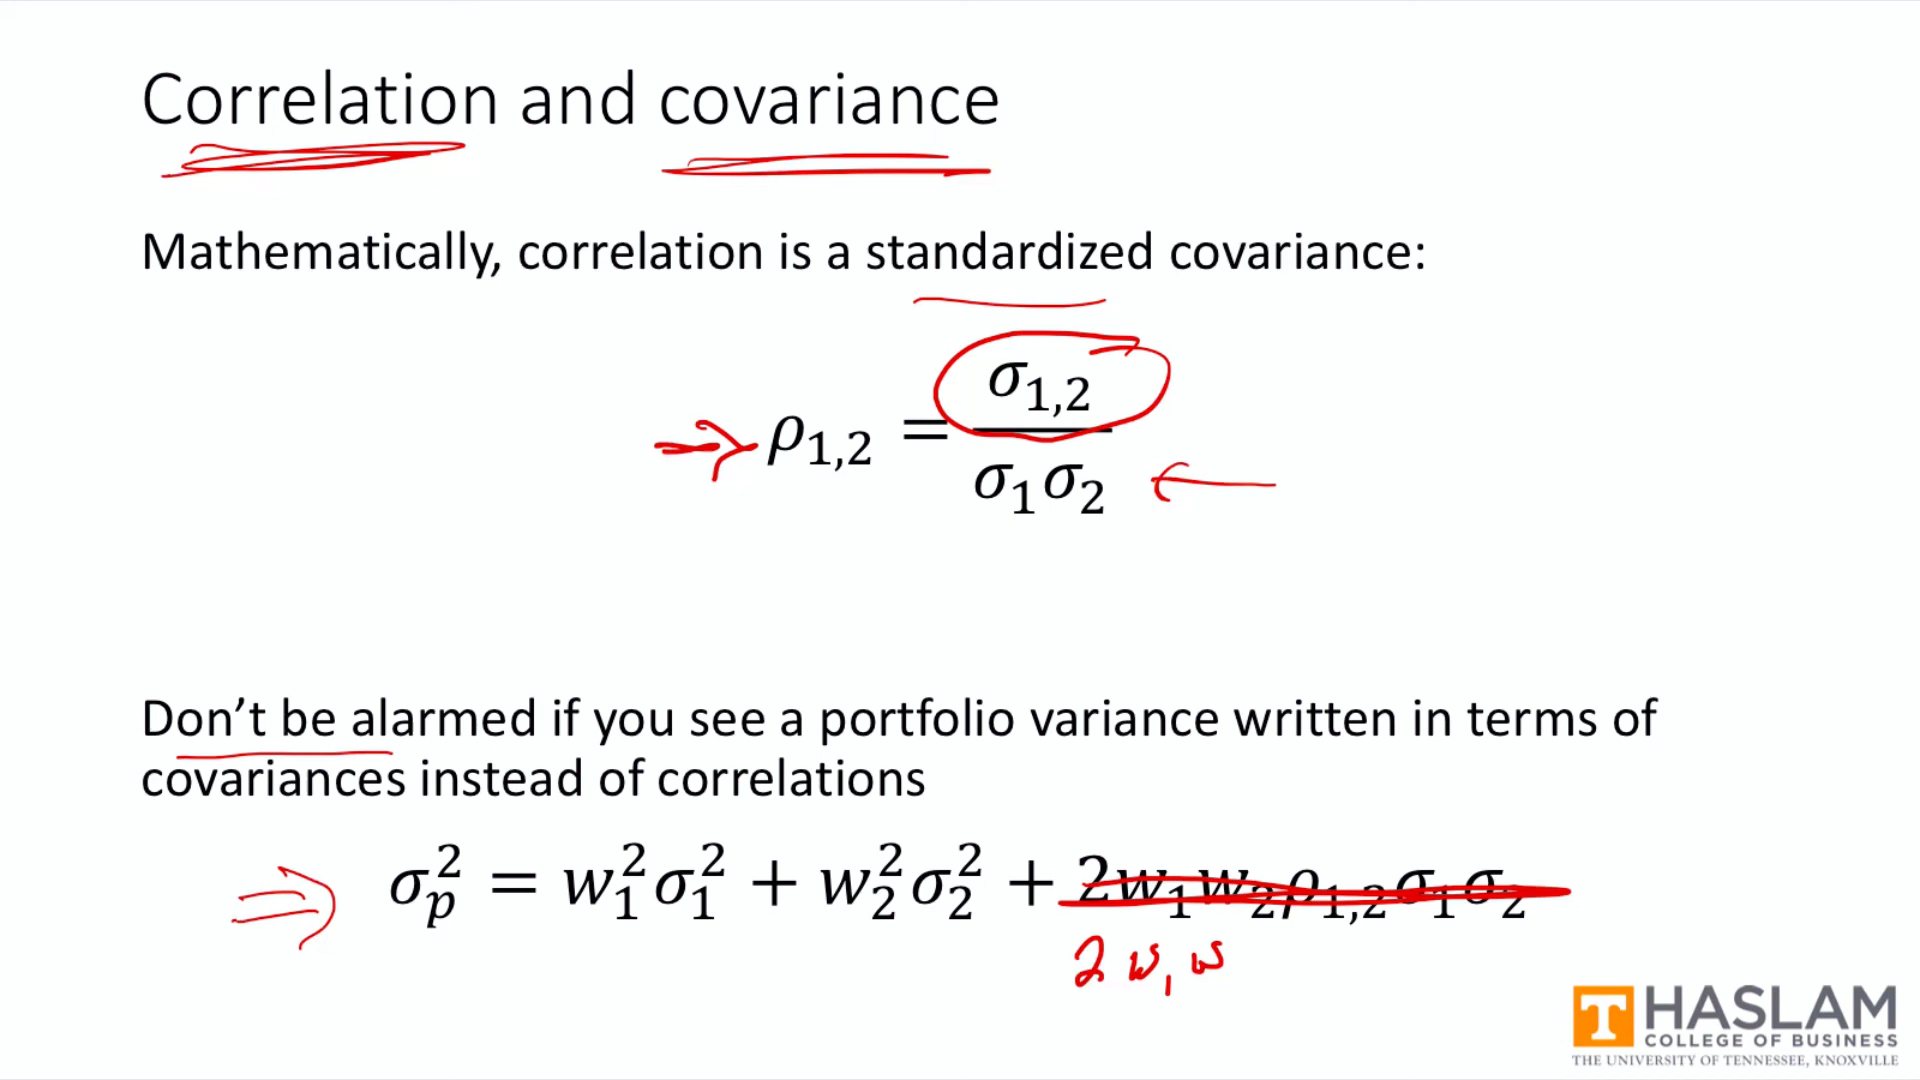 Correlation and covariance
Mathematically, correlation is a standardized covariance:
ρ₁,₂ = σ₁,₂ / σ₁σ₂
Don’t be alarmed if you see a portfolio variance written in terms of
covariances instead of correlations
σₚ² = w₁²σ₁² + w₂²σ₂² + 2w₁w₂ρ₁,₂σ₁σ₂
2 w₁ w
T HASLAM
COLLEGE OF BUSINESS
THE UNIVERSITY OF TENNESSEE, KNOXVILLE